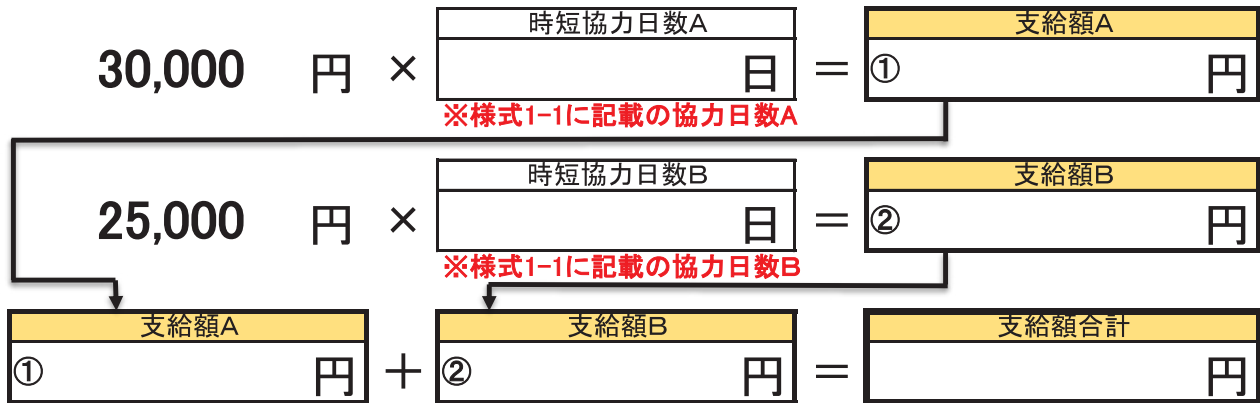 時短協力日数A 支給額A
30,000 円 × 日 = ① 円
※様式1-1に記載の協力日数A
時短協力日数B 支給額B
25,000 円 × 日 = ② 円
※様式1-1に記載の協力日数B
支給額A 支給額B 支給額合計
① 円 + ② 円 = 円